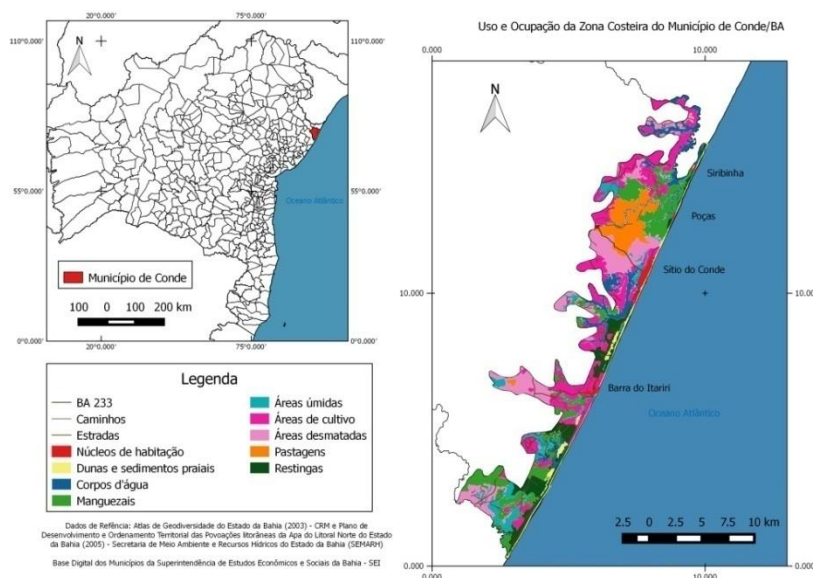 20°0.000'
75°0.000'
110°0.000'
110°0.000'
N
55°0.000'
55°0.000'
Oceano Atlântico
Município de Conde
100 0 100 200 km
0°0.000'
0°0.000'
20°0.000'
75°0.000'
Legenda
BA 233
Caminhos
Estradas
Núcleos de habitação
Dunas e sedimentos praiais
Corpos d'água
Manguezais
Áreas úmidas
Áreas de cultivo
Áreas desmatadas
Pastagens
Restingas
Dados de Refência: Atlas de Geodiversidade do Estado da Bahia (2003) - CRM e Plano de
Desenvolvimento e Ordenamento Territorial das Povoações litorâneas da Apa do Litoral Norte do Estado
da Bahia (2005) - Secretaria de Meio Ambiente e Recursos Hídricos do Estado da Bahia (SEMARH)
Base Digital dos Municípios da Superintendência de Estudos Econômicos e Sociais da Bahia - SEI
Uso e Ocupação da Zona Costeira do Município de Conde/BA
0.000
10.000
N
Siribinha
Poças
Sítio do Conde
10.000
10.000
Barra do Itariri
Oceano Atlântico
2.5 0 2.5 5 7.5 10 km
0.000
0.000
10.000